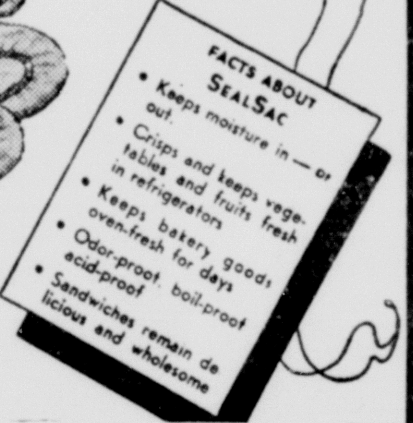 FACTS ABOUT
SEALSAC
• Keeps moisture in — or
out.
• Crisps and keeps vege-
tables and fruits fresh
in refrigerators
• Keeps bakery goods
oven-fresh for days
• Odor-proof, boil-proof
acid-proof
• Sandwiches remain de
licious and wholesome